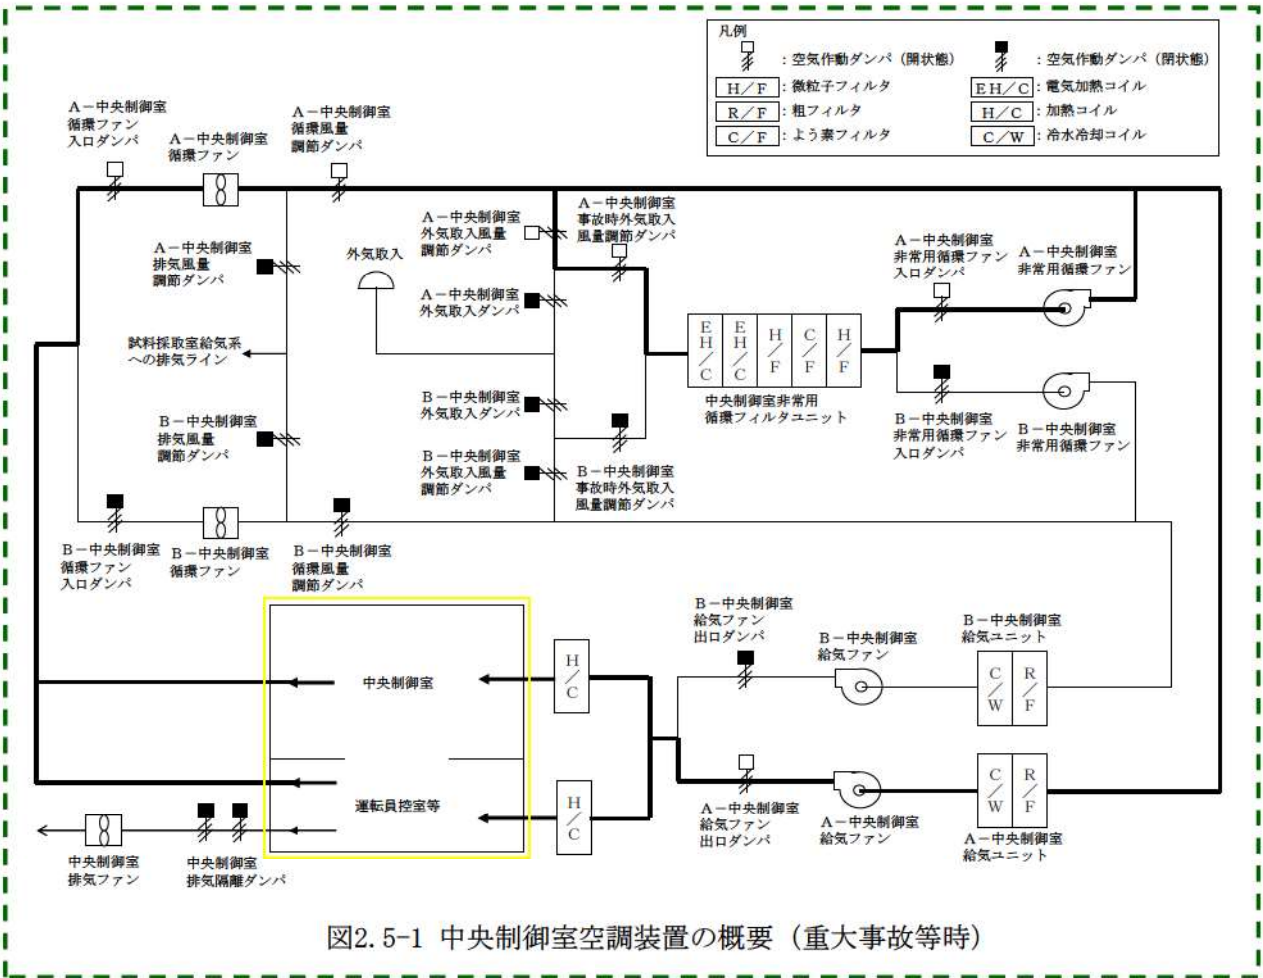 凡例
：空気作動ダンパ（開状態）
：空気作動ダンパ（閉状態）
H／F：微粒子フィルタ
EH／C：電気加熱コイル
R／F：粗フィルタ
H／C：加熱コイル
C／F：よう素フィルタ
C／W：冷水冷却コイル
A－中央制御室
循環ファン
入口ダンパ
A－中央制御室
循環ファン
A－中央制御室
循環風量
調節ダンパ
A－中央制御室
排気風量
調節ダンパ
外気取入
A－中央制御室
外気取入風量
調節ダンパ
A－中央制御室
事故時外気取入
風量調節ダンパ
A－中央制御室
外気取入ダンパ
A－中央制御室
非常用循環ファン
入口ダンパ
A－中央制御室
非常用循環ファン
試料採取室給気系
への排気ライン
EH／C
EH／C
H／F
C／F
H／F
中央制御室非常用
循環フィルタユニット
B－中央制御室
外気取入ダンパ
B－中央制御室
排気風量
調節ダンパ
B－中央制御室
外気取入風量
調節ダンパ
B－中央制御室
事故時外気取入
風量調節ダンパ
B－中央制御室
非常用循環ファン
入口ダンパ
B－中央制御室
非常用循環ファン
B－中央制御室
循環ファン
入口ダンパ
B－中央制御室
循環ファン
B－中央制御室
循環風量
調節ダンパ
B－中央制御室
給気ファン
出口ダンパ
B－中央制御室
給気ファン
B－中央制御室
給気ユニット
C／W
R／F
H／C
中央制御室
運転員控室等
H／C
C／W
R／F
A－中央制御室
給気ファン
出口ダンパ
A－中央制御室
給気ファン
A－中央制御室
給気ユニット
中央制御室
排気ファン
中央制御室
排気隔離ダンパ
図2.5-1 中央制御室空調装置の概要（重大事故等時）